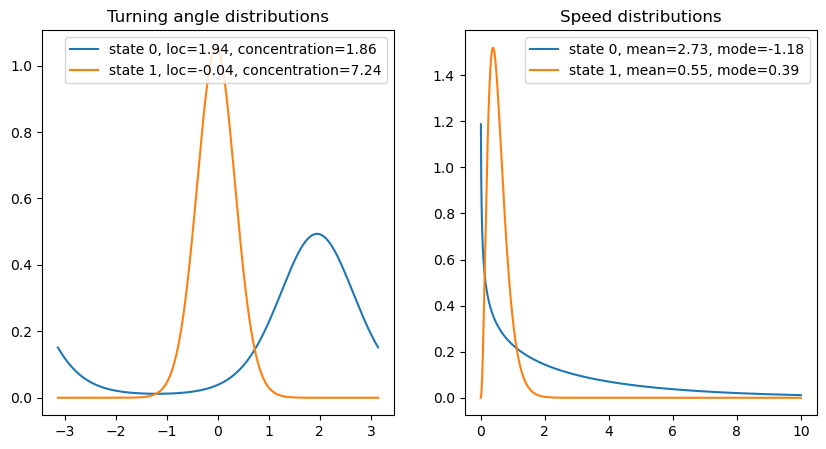 Turning angle distributions
state 0, loc=1.94, concentration=1.86
state 1, loc=-0.04, concentration=7.24
1.0
0.8
0.6
0.4
0.2
0.0
−3 −2 −1 0 1 2 3
Speed distributions
state 0, mean=2.73, mode=-1.18
state 1, mean=0.55, mode=0.39
1.4
1.2
1.0
0.8
0.6
0.4
0.2
0.0
0 2 4 6 8 10